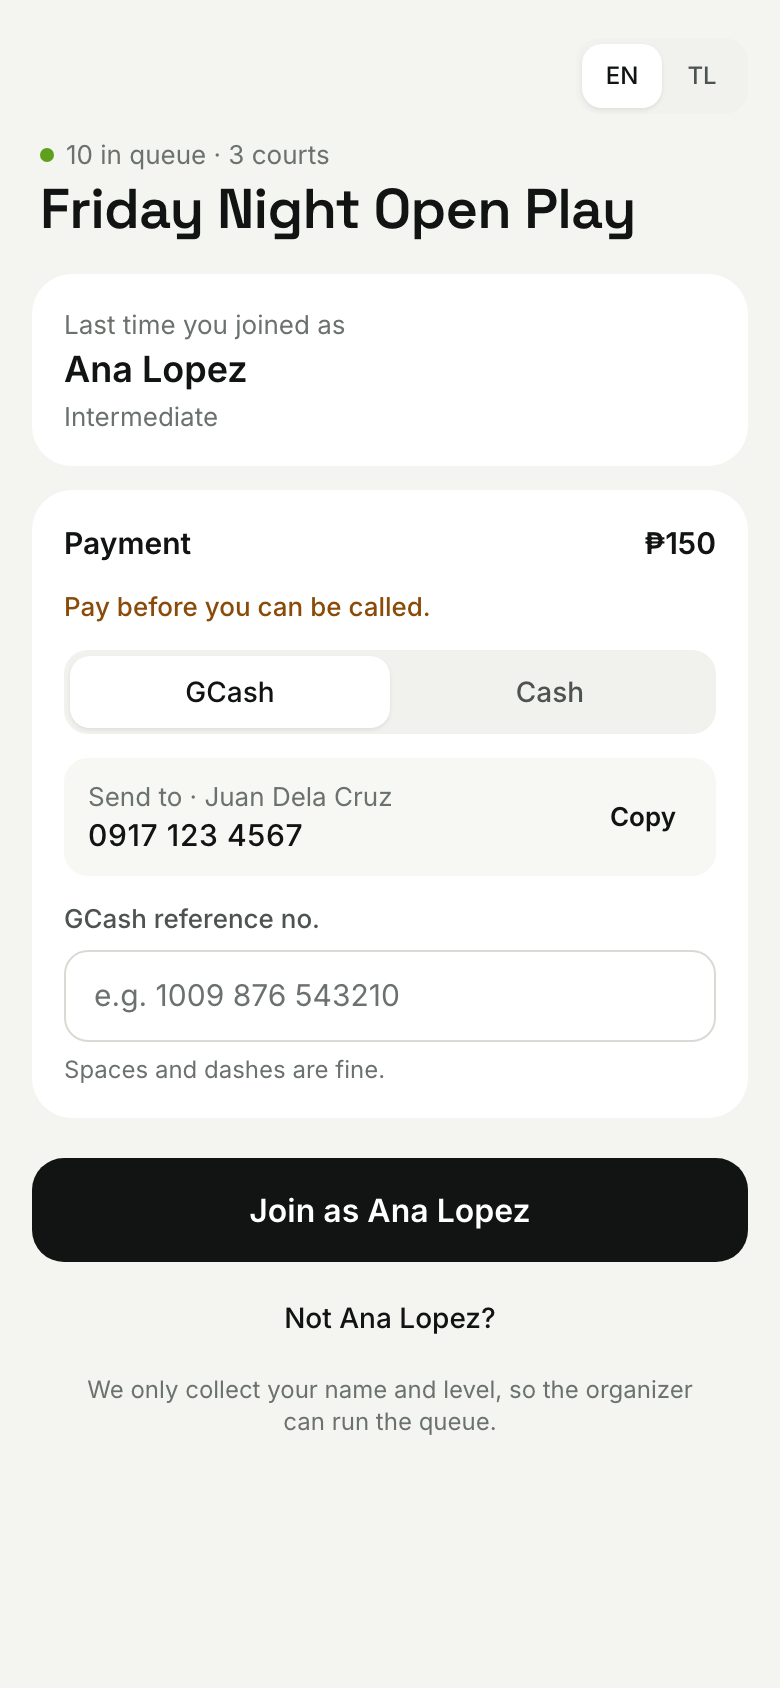 EN
TL
10 in queue · 3 courts
Friday Night Open Play
Last time you joined as
Ana Lopez
Intermediate
Payment
₱150
Pay before you can be called.
GCash
Cash
Send to · Juan Dela Cruz
0917 123 4567
Copy
GCash reference no.
e.g. 1009 876 543210
Spaces and dashes are fine.
Join as Ana Lopez
Not Ana Lopez?
We only collect your name and level, so the organizer
can run the queue.